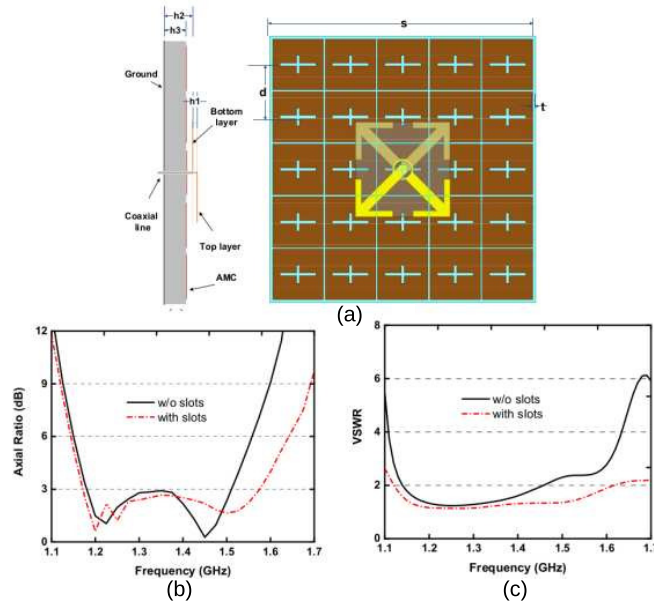 h2
h3
s
Ground
d
h1
t
Bottom
layer
Coaxial
line
Top layer
AMC
(a)
12
9
6
3
0
Axial Ratio (dB)
w/o slots
with slots
1.1
1.2
1.3
1.4
1.5
1.6
1.7
Frequency (GHz)
(b)
8
6
4
2
0
VSWR
w/o slots
with slots
1.1
1.2
1.3
1.4
1.5
1.6
1.7
Frequency (GHz)
(c)